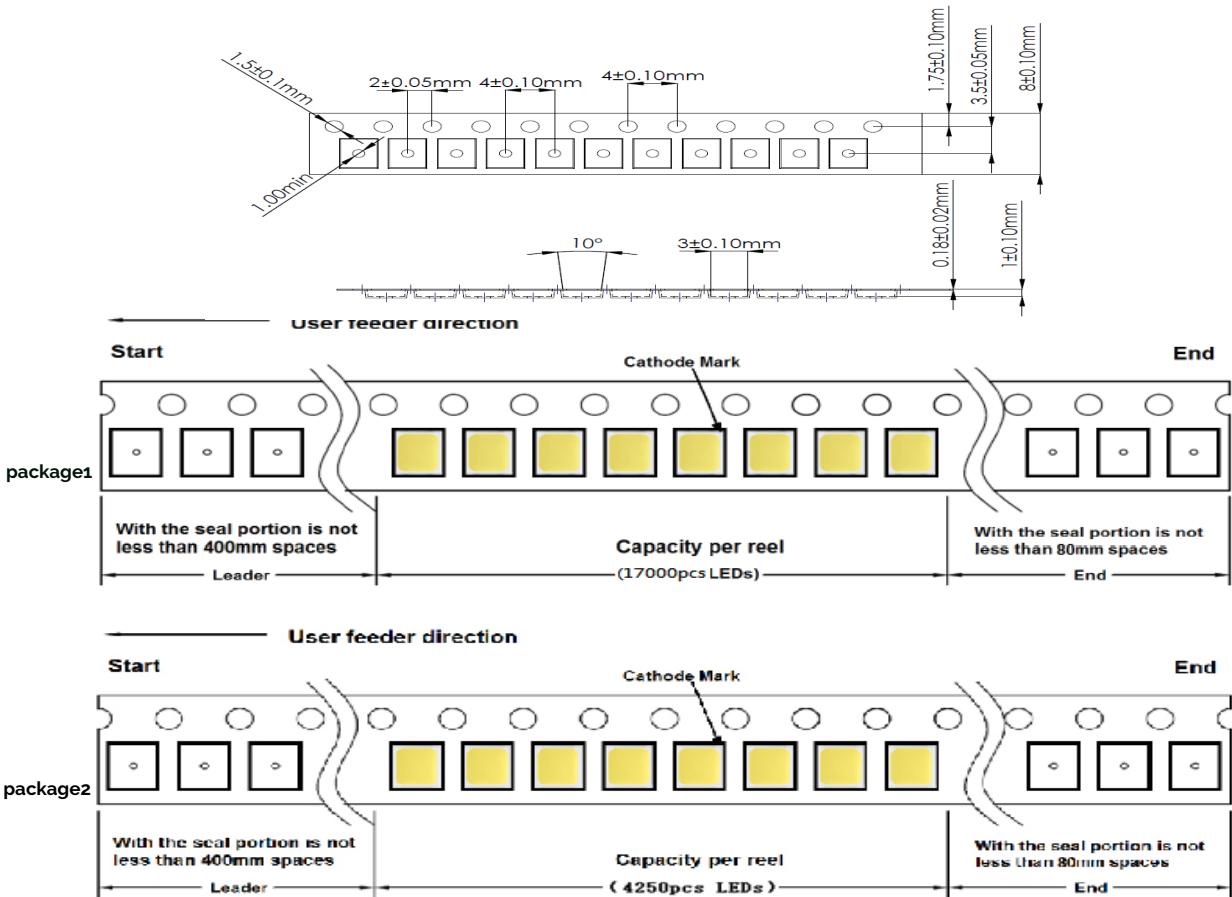 1.5±0.1mm
2±0.05mm
4±0.10mm
4±0.10mm
1.75±0.10mm
3.5±0.05mm
8±0.10mm
1.00min
10°
3±0.10mm
0.18±0.02mm
1±0.10mm
User feeder direction
Start
Cathode Mark
End
package1
With the seal portion is not
less than 400mm spaces
Capacity per reel
With the seal portion is not
less than 80mm spaces
Leader
(17000pcs LEDs)
End
User feeder direction
Start
Cathode Mark
End
package2
With the seal portion is not
less than 400mm spaces
Capacity per reel
With the seal portion is not
less than 80mm spaces
Leader
(4250pcs LEDs)
End